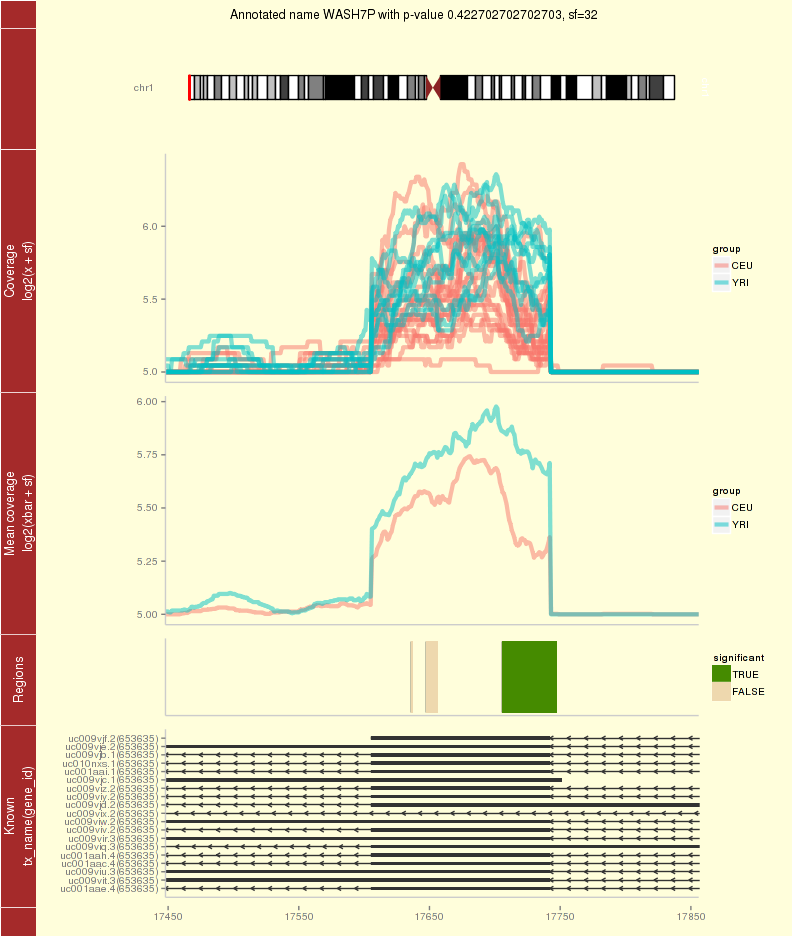 Annotated name WASH7P with p-value 0.422702702702703, sf=32
chr1
Coverage
log2(x + sf)
6.0
5.5
5.0
group
CEU
YRI
Mean coverage
log2(xbar + sf)
6.00
5.75
5.50
5.25
5.00
group
CEU
YRI
Regions
significant
TRUE
FALSE
Known
tx_name(gene_id)
uc009vjf.2(653635)
uc009vje.2(653635)
uc009vjb.1(653635)
uc010nxs.1(653635)
uc001aai.1(653635)
uc009vjc.1(653635)
uc009viz.2(653635)
uc009viy.2(653635)
uc009vjd.2(653635)
uc009vix.2(653635)
uc009viw.2(653635)
uc009viv.2(653635)
uc009vir.3(653635)
uc009viq.3(653635)
uc001aah.4(653635)
uc001aac.4(653635)
uc009viu.3(653635)
uc009vit.3(653635)
uc001aae.4(653635)
17450 17550 17650 17750 17850